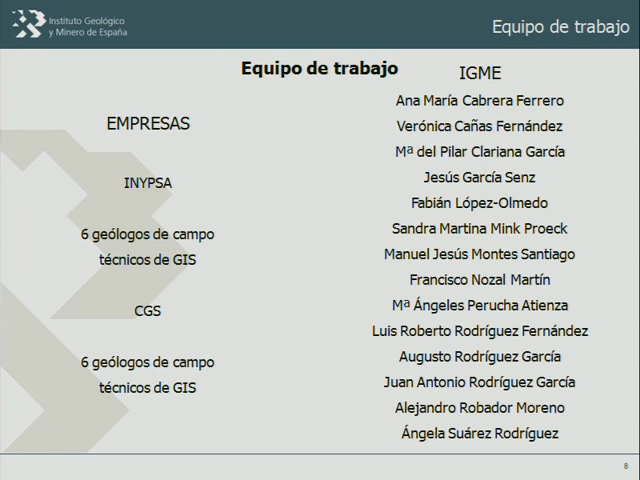 Instituto Geológico
y Minero de España
Equipo de trabajo
Equipo de trabajo
EMPRESAS
INYPSA
6 geólogos de campo
técnicos de GIS
CGS
6 geólogos de campo
técnicos de GIS
IGME
Ana María Cabrera Ferrero
Verónica Cañas Fernández
Mª del Pilar Clariana García
Jesús García Senz
Fabián López-Olmedo
Sandra Martina Mink Proeck
Manuel Jesús Montes Santiago
Francisco Nozal Martín
Mª Ángeles Perucha Atienza
Luis Roberto Rodríguez Fernández
Augusto Rodríguez García
Juan Antonio Rodríguez García
Alejandro Robador Moreno
Ángela Suárez Rodríguez
8